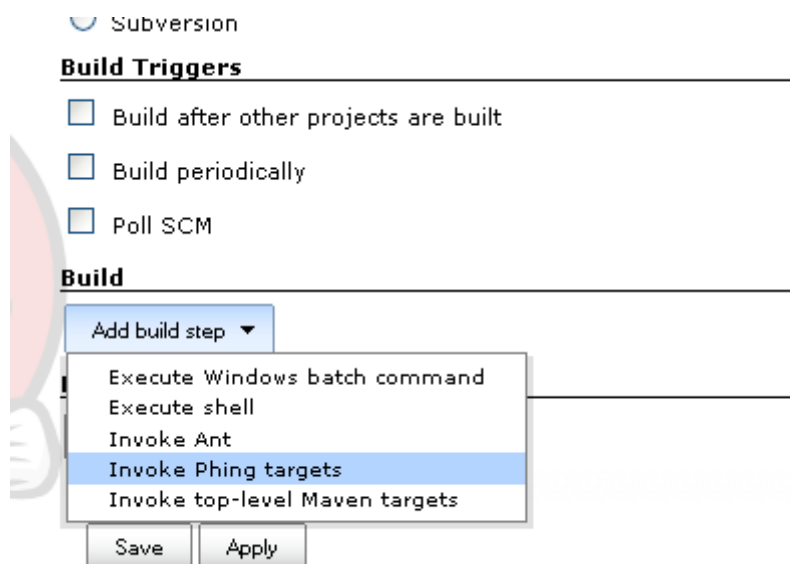 Subversion
Build Triggers
Build after other projects are built
Build periodically
Poll SCM
Build
Add build step
Execute Windows batch command
Execute shell
Invoke Ant
Invoke Phing targets
Invoke top-level Maven targets
Save Apply